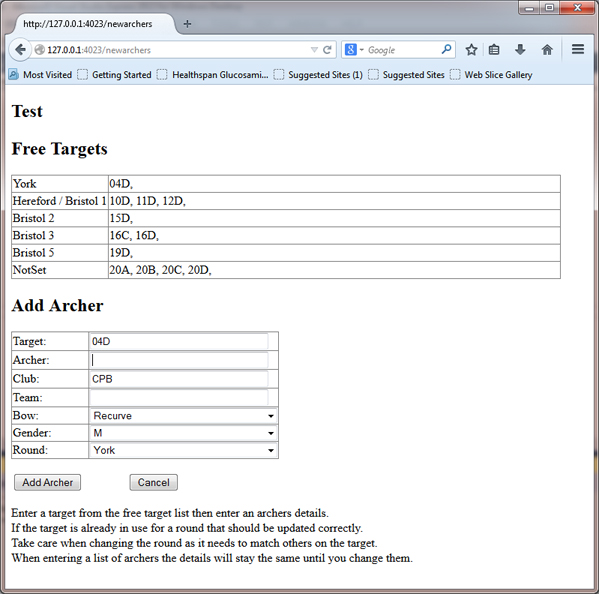 http://127.0.0.1:4023/newarchers
127.0.0.1:4023/newarchers
Google
Most Visited Getting Started Healthspan Glucosami... Suggested Sites (1) Suggested Sites Web Slice Gallery
Test
Free Targets
York 04D,
Hereford / Bristol 1 10D, 11D, 12D,
Bristol 2 15D,
Bristol 3 16C, 16D,
Bristol 5 19D,
NotSet 20A, 20B, 20C, 20D,
Add Archer
Target: 04D
Archer:
Club: CPB
Team:
Bow: Recurve
Gender: M
Round: York
Add Archer Cancel
Enter a target from the free target list then enter an archers details.
If the target is already in use for a round that should be updated correctly.
Take care when changing the round as it needs to match others on the target.
When entering a list of archers the details will stay the same until you change them.